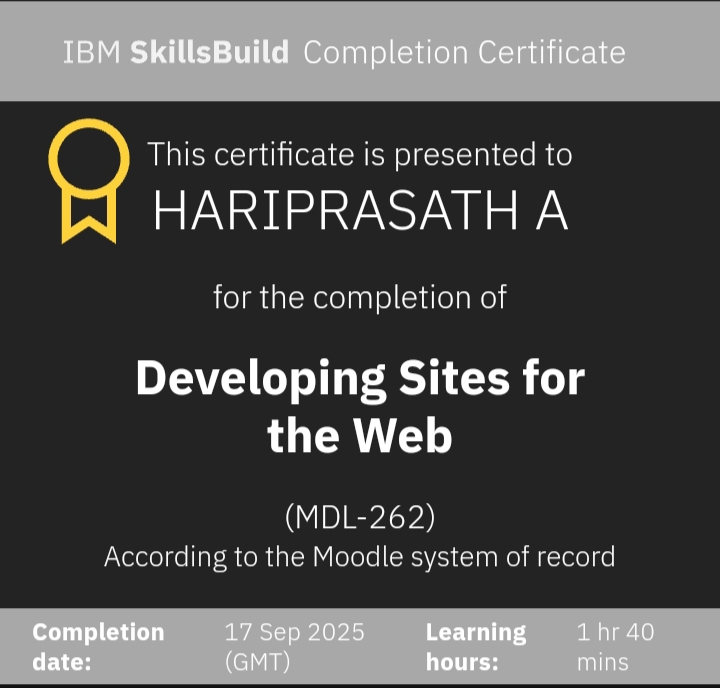 IBM SkillsBuild Completion Certificate
This certificate is presented to
HARIPRASATH A
for the completion of
Developing Sites for
the Web
(MDL-262)
According to the Moodle system of record
Completion date:
17 Sep 2025 (GMT)
Learning hours:
1 hr 40 mins